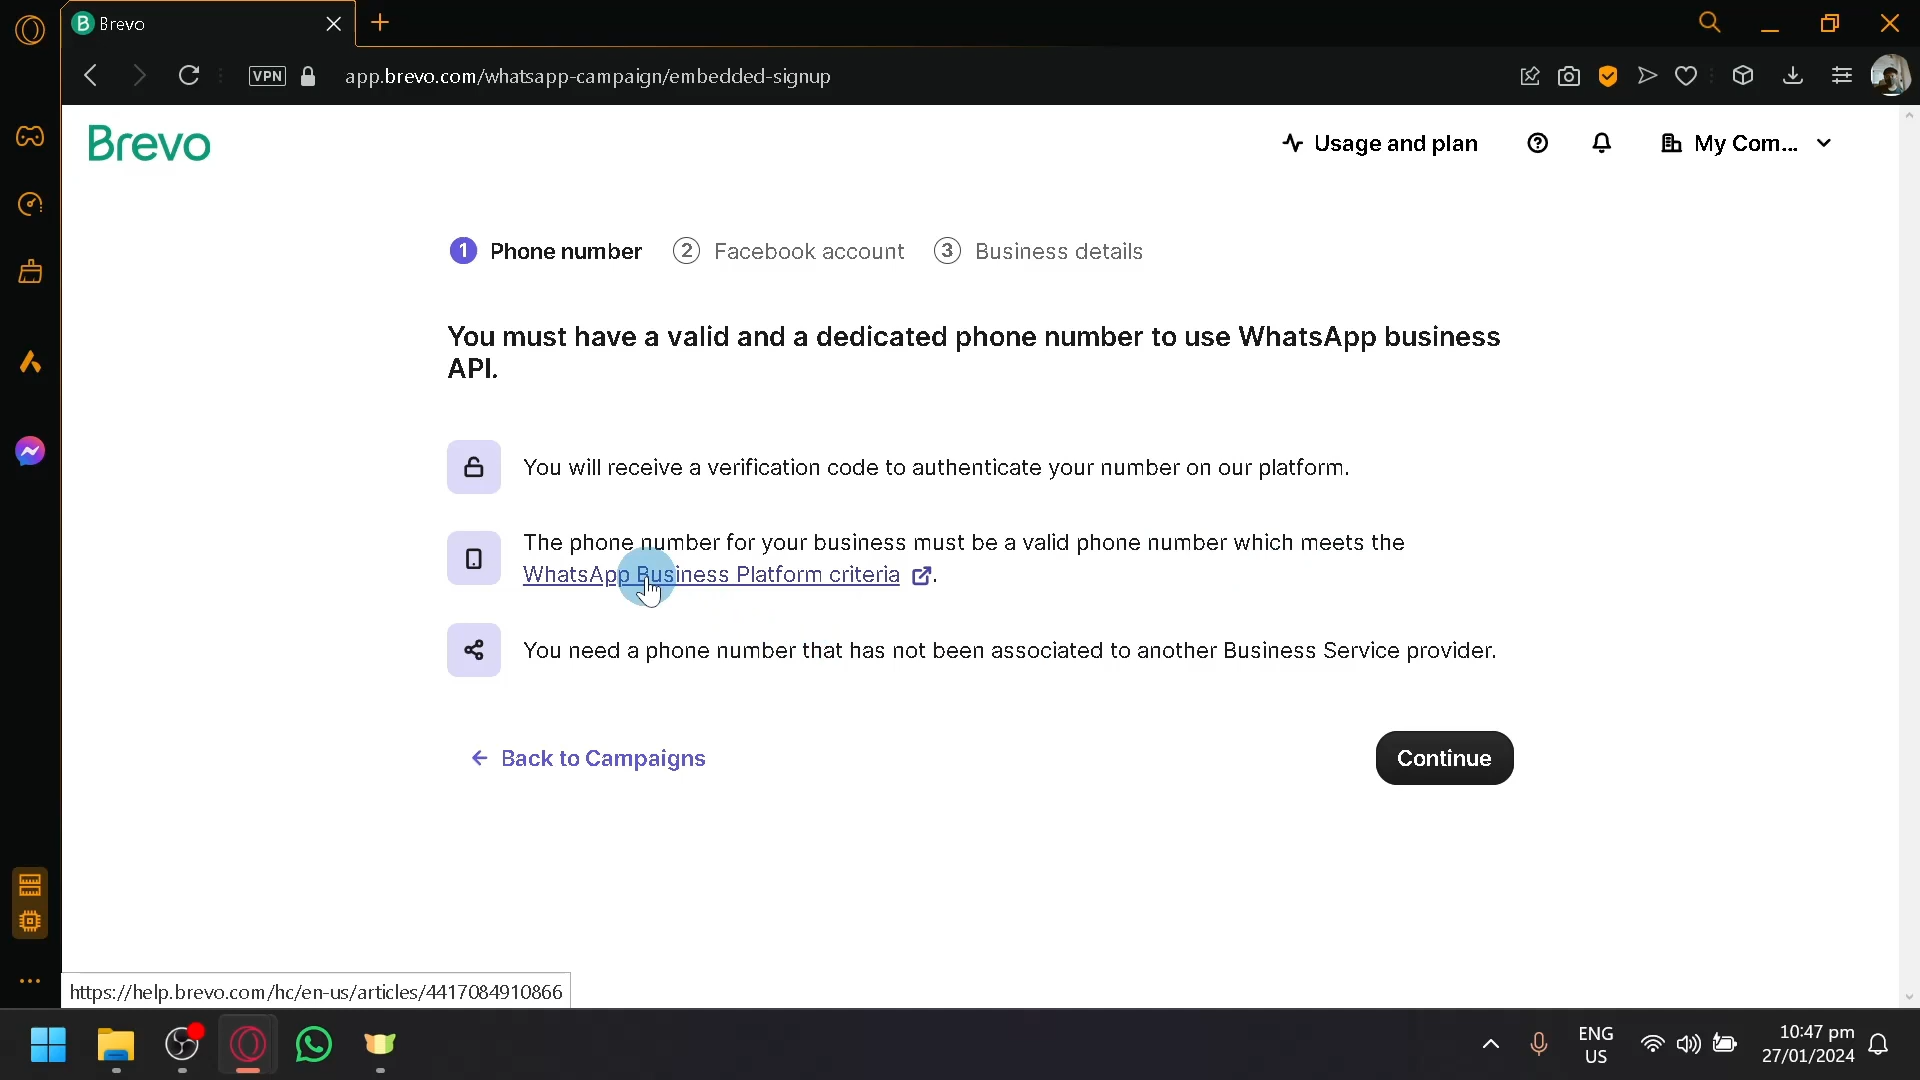 B Brevo
VPN
app.brevo.com/whatsapp-campaign/embedded-signup
Brevo
Usage and plan
My Com...
1 Phone number
2 Facebook account
3 Business details
You must have a valid and a dedicated phone number to use WhatsApp business
API.
You will receive a verification code to authenticate your number on our platform.
The phone number for your business must be a valid phone number which meets the
WhatsApp Business Platform criteria .
You need a phone number that has not been associated to another Business Service provider.
← Back to Campaigns
Continue
https://help.brevo.com/hc/en-us/articles/4417084910866
ENG
US
10:47 pm
27/01/2024